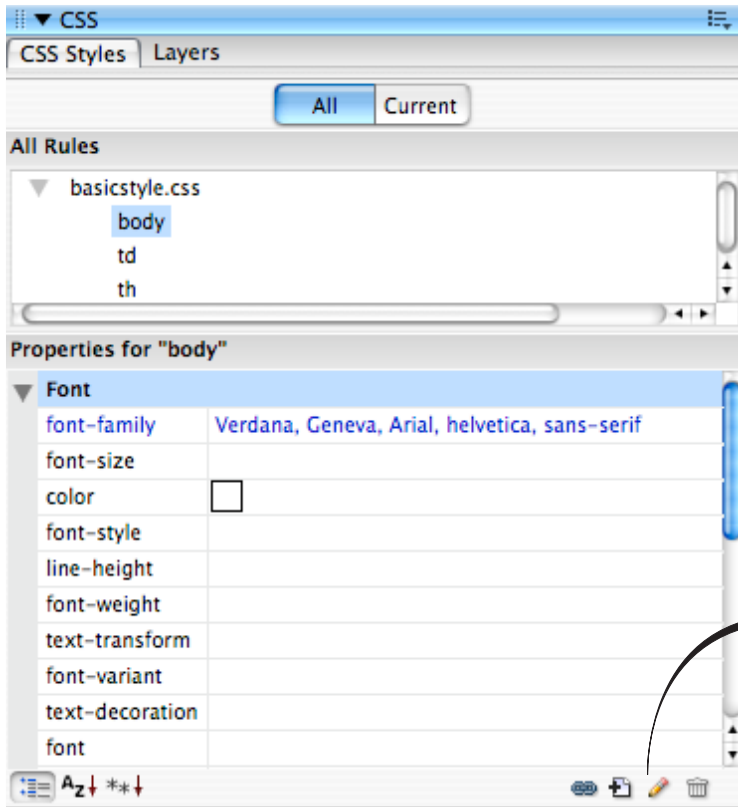 CSS
CSS Styles Layers
All Current
All Rules
basicstyle.css
body
td
th
Properties for "body"
Font
font-family Verdana, Geneva, Arial, helvetica, sans-serif
font-size
color
font-style
line-height
font-weight
text-transform
font-variant
text-decoration
font
Az **